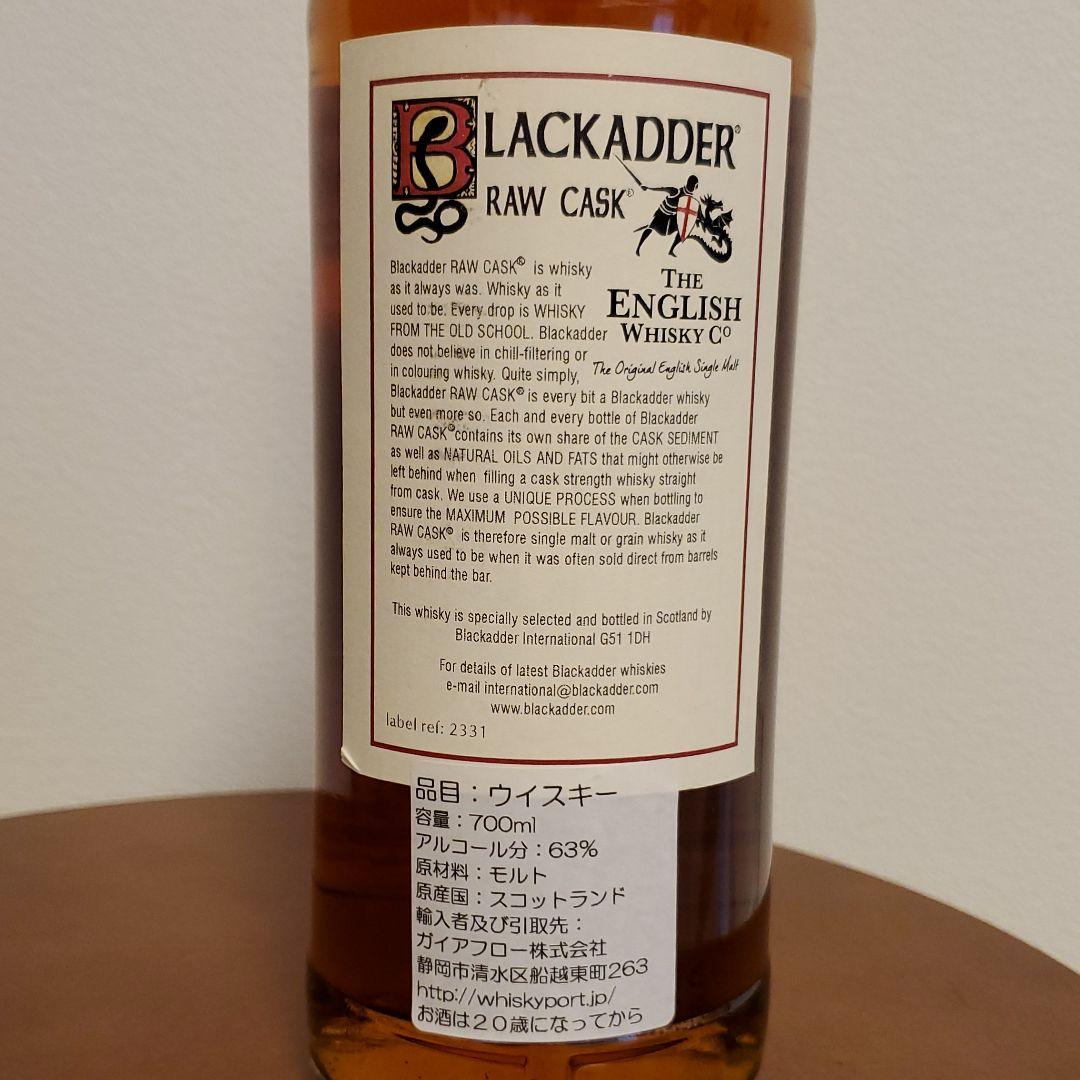 BLACKADDER®
RAW CASK®
THE
ENGLISH
WHISKY Co
The Original English Single Malt
Blackadder RAW CASK® is whisky
as it always was. Whisky as it
used to be. Every drop is WHISKY
FROM THE OLD SCHOOL. Blackadder
does not believe in chill-filtering or
in colouring whisky. Quite simply,
Blackadder RAW CASK® is every bit a Blackadder whisky
but even more so. Each and every bottle of Blackadder
RAW CASK® contains its own share of the CASK SEDIMENT
as well as NATURAL OILS AND FATS that might otherwise be
left behind when filling a cask strength whisky straight
from cask. We use a UNIQUE PROCESS when bottling to
ensure the MAXIMUM POSSIBLE FLAVOUR. Blackadder
RAW CASK® is therefore single malt or grain whisky as it
always used to be when it was often sold direct from barrels
kept behind the bar.
This whisky is specially selected and bottled in Scotland by
Blackadder International G51 1DH
For details of latest Blackadder whiskies
e-mail international@blackadder.com
www.blackadder.com
label ref: 2331
品目：ウイスキー
容量：700ml
アルコール分：63%
原材料：モルト
原産国：スコットランド
輸入者及び引取先：
ガイアフロー株式会社
静岡市清水区船越東町263
http://whiskyport.jp/
お酒は20歳になってから